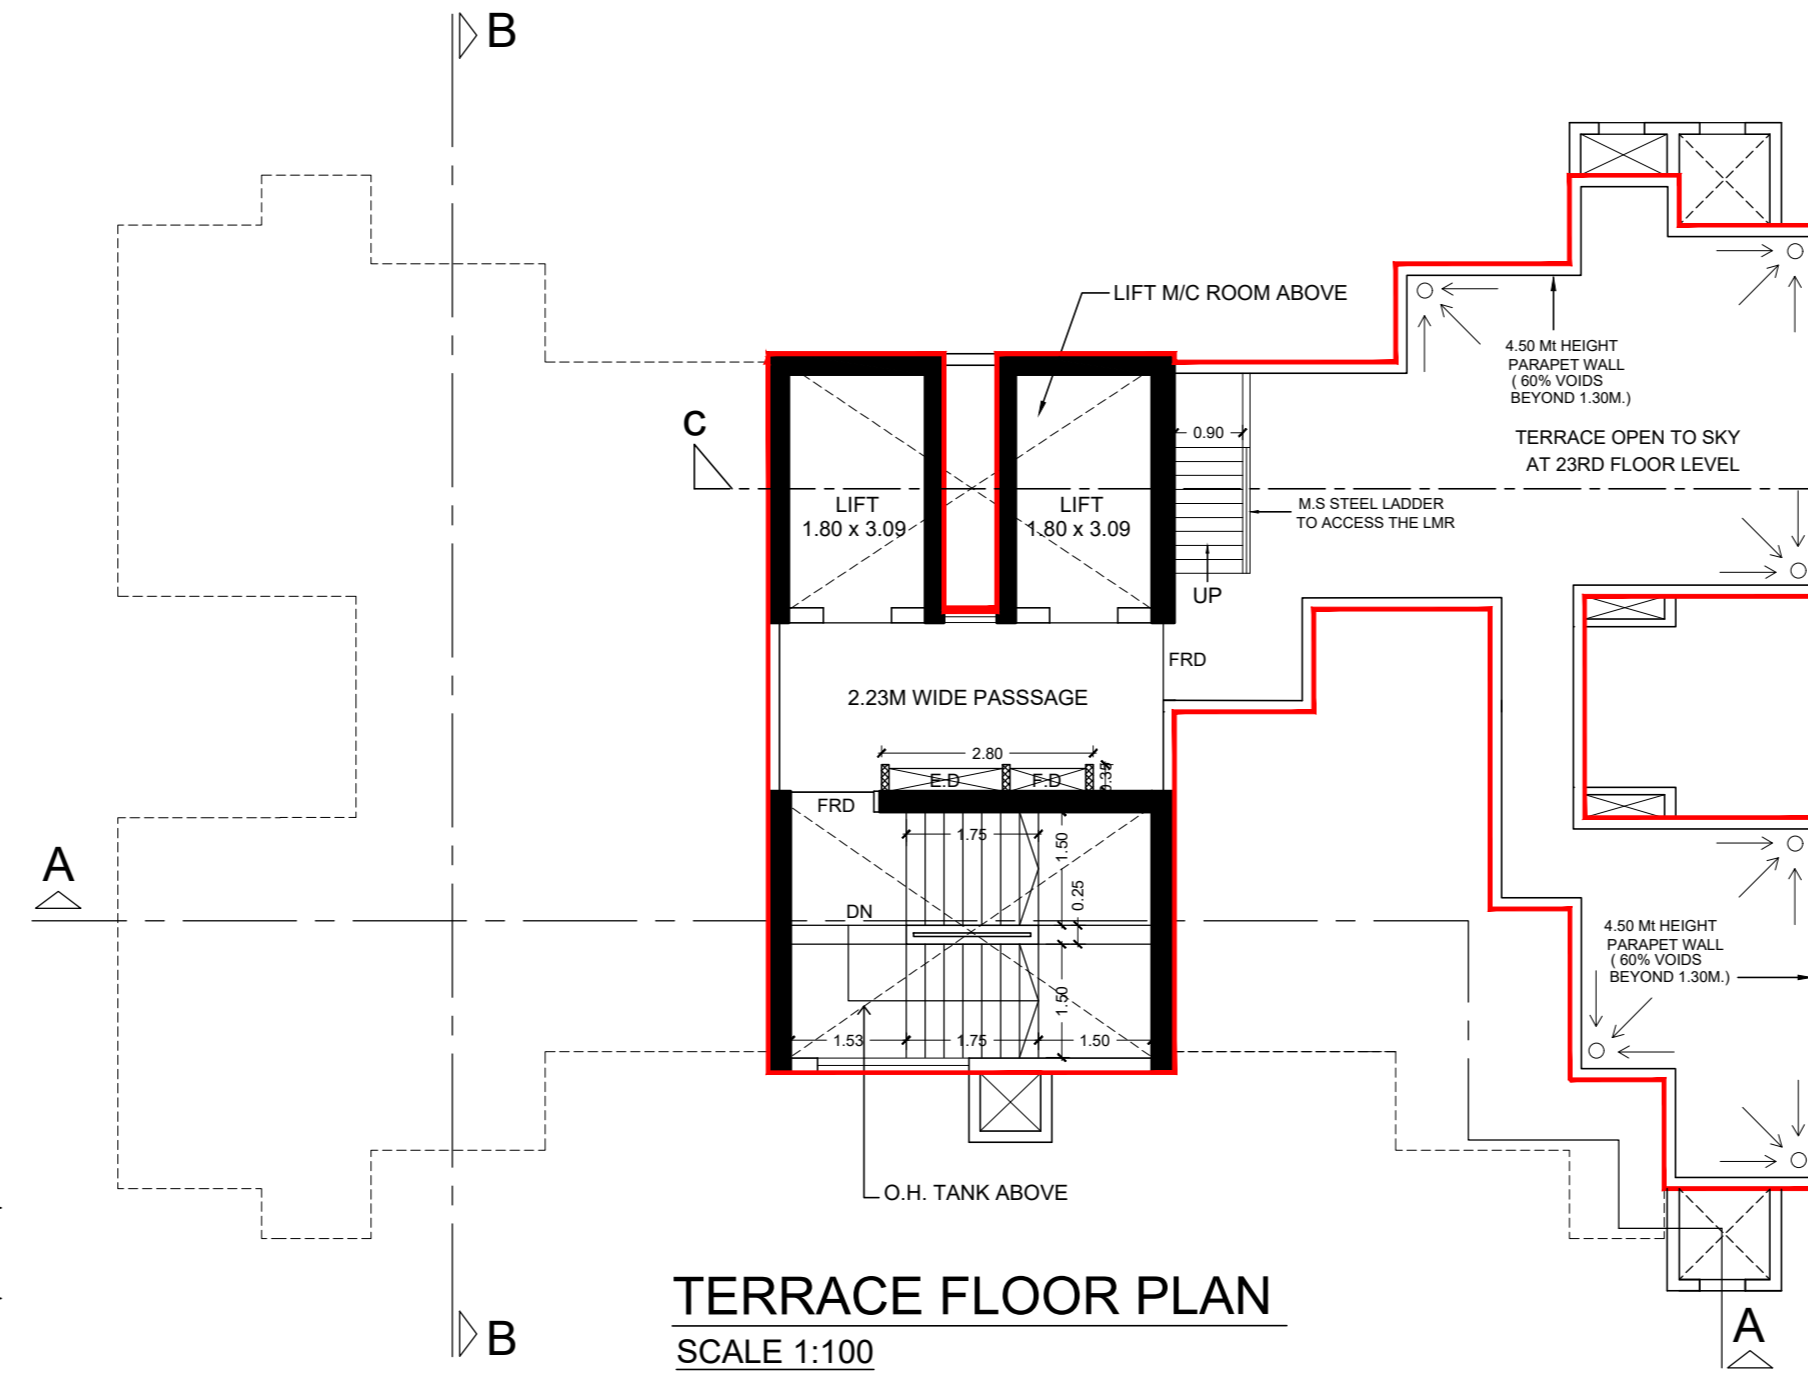 B
LIFT M/C ROOM ABOVE
4.50 Mt HEIGHT
PARAPET WALL
( 60% VOIDS
BEYOND 1.30M.)
C
0.90
TERRACE OPEN TO SKY
AT 23RD FLOOR LEVEL
LIFT
1.80 x 3.09
LIFT
1.80 x 3.09
M.S STEEL LADDER
TO ACCESS THE LMR
UP
FRD
2.23M WIDE PASSSAGE
2.80
E.D
F.D
0.35
FRD
1.75
1.50
A
0.25
DN
4.50 Mt HEIGHT
PARAPET WALL
( 60% VOIDS
BEYOND 1.30M.)
1.50
1.53
1.75
1.50
O.H. TANK ABOVE
TERRACE FLOOR PLAN
SCALE 1:100
B
A